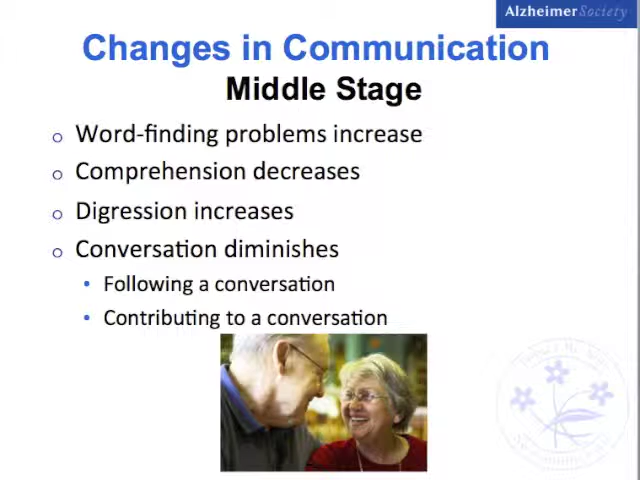 AlzheimerSociety
Changes in Communication
Middle Stage
Word-finding problems increase
Comprehension decreases
Digression increases
Conversation diminishes
Following a conversation
Contributing to a conversation